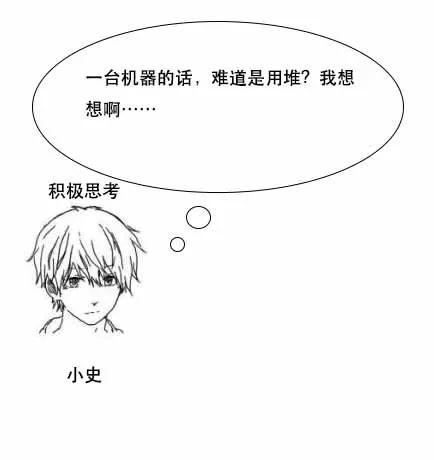 一台机器的话，难道是用堆？我想
想啊……
积极思考
小史